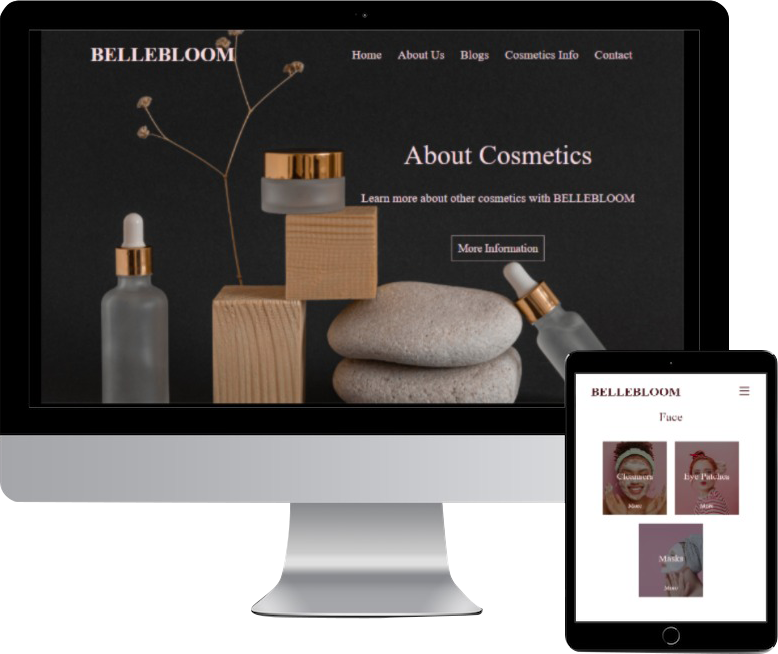 BELLEBLOOM
Home About Us Blogs Cosmetics Info Contact
About Cosmetics
Learn more about other cosmetics with BELLEBLOOM
More Information
BELLEBLOOM
Face
Cleansers Eye Patches
More More
Masks
More